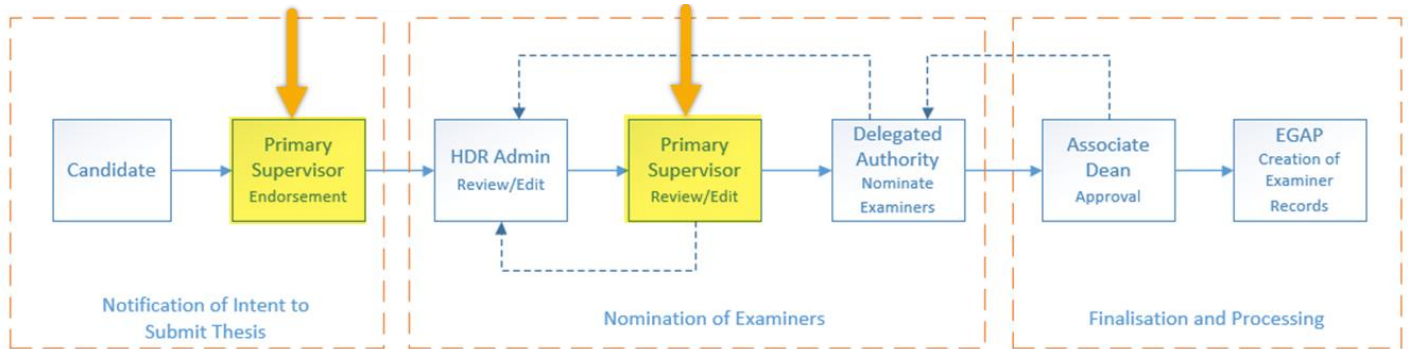 Candidate
Primary
Supervisor
Endorsement
Notification of Intent to
Submit Thesis
HDR Admin
Review/Edit
Primary
Supervisor
Review/Edit
Delegated
Authority
Nominate
Examiners
Nomination of Examiners
Associate
Dean
Approval
EGAP
Creation of
Examiner
Records
Finalisation and Processing